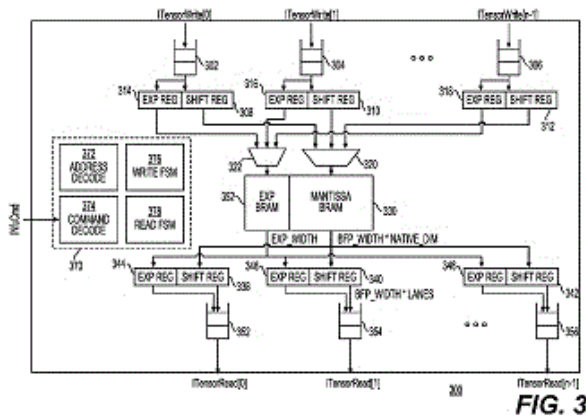 ITensorWrite[0] ITensorWrite[1] ITensorWrite[n-1]
302 304 306
314 316 318
EXP REG SHIFT REG EXP REG SHIFT REG EXP REG SHIFT REG
308 310 312
322 320
372 ADDRESS DECODE
376 WRITE FSM
374 COMMAND DECODE
378 READ FSM
IMuCmd
373
332 EXP BRAM MANTISSA BRAM 330
EXP_WIDTH BFP_WIDTH*NATIVE_DIM
344 346 348
EXP REG SHIFT REG EXP REG SHIFT REG EXP REG SHIFT REG
338 340 342
BFP_WIDTH*LANES
352 354 356
ITensorRead[0] ITensorRead[1] ITensorRead[n-1]
300
FIG. 3